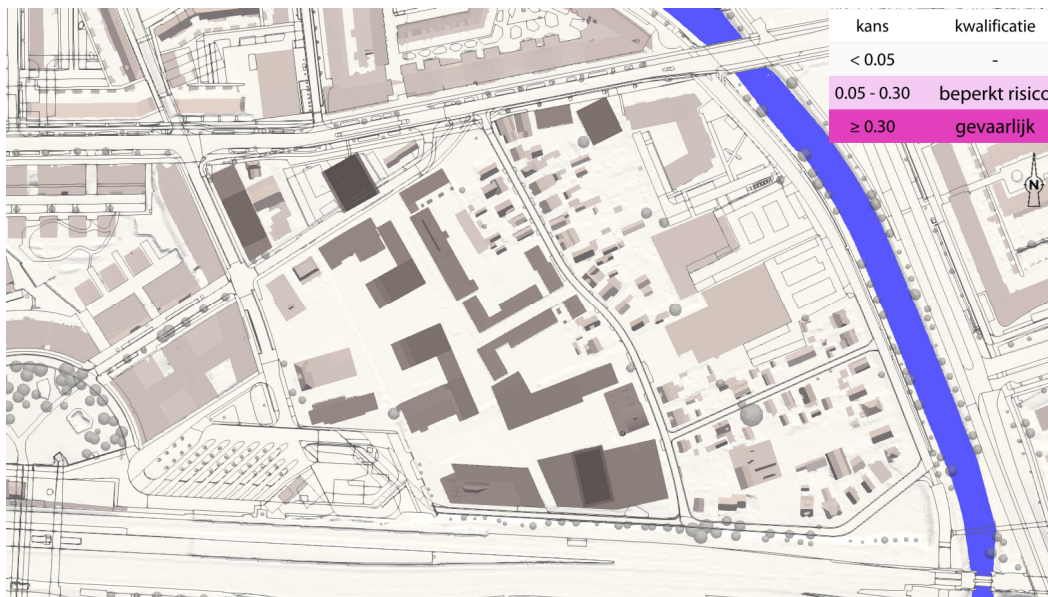 kans kwalificatie
< 0.05 -
0.05 - 0.30 beperkt risico
≥ 0.30 gevaarlijk
N